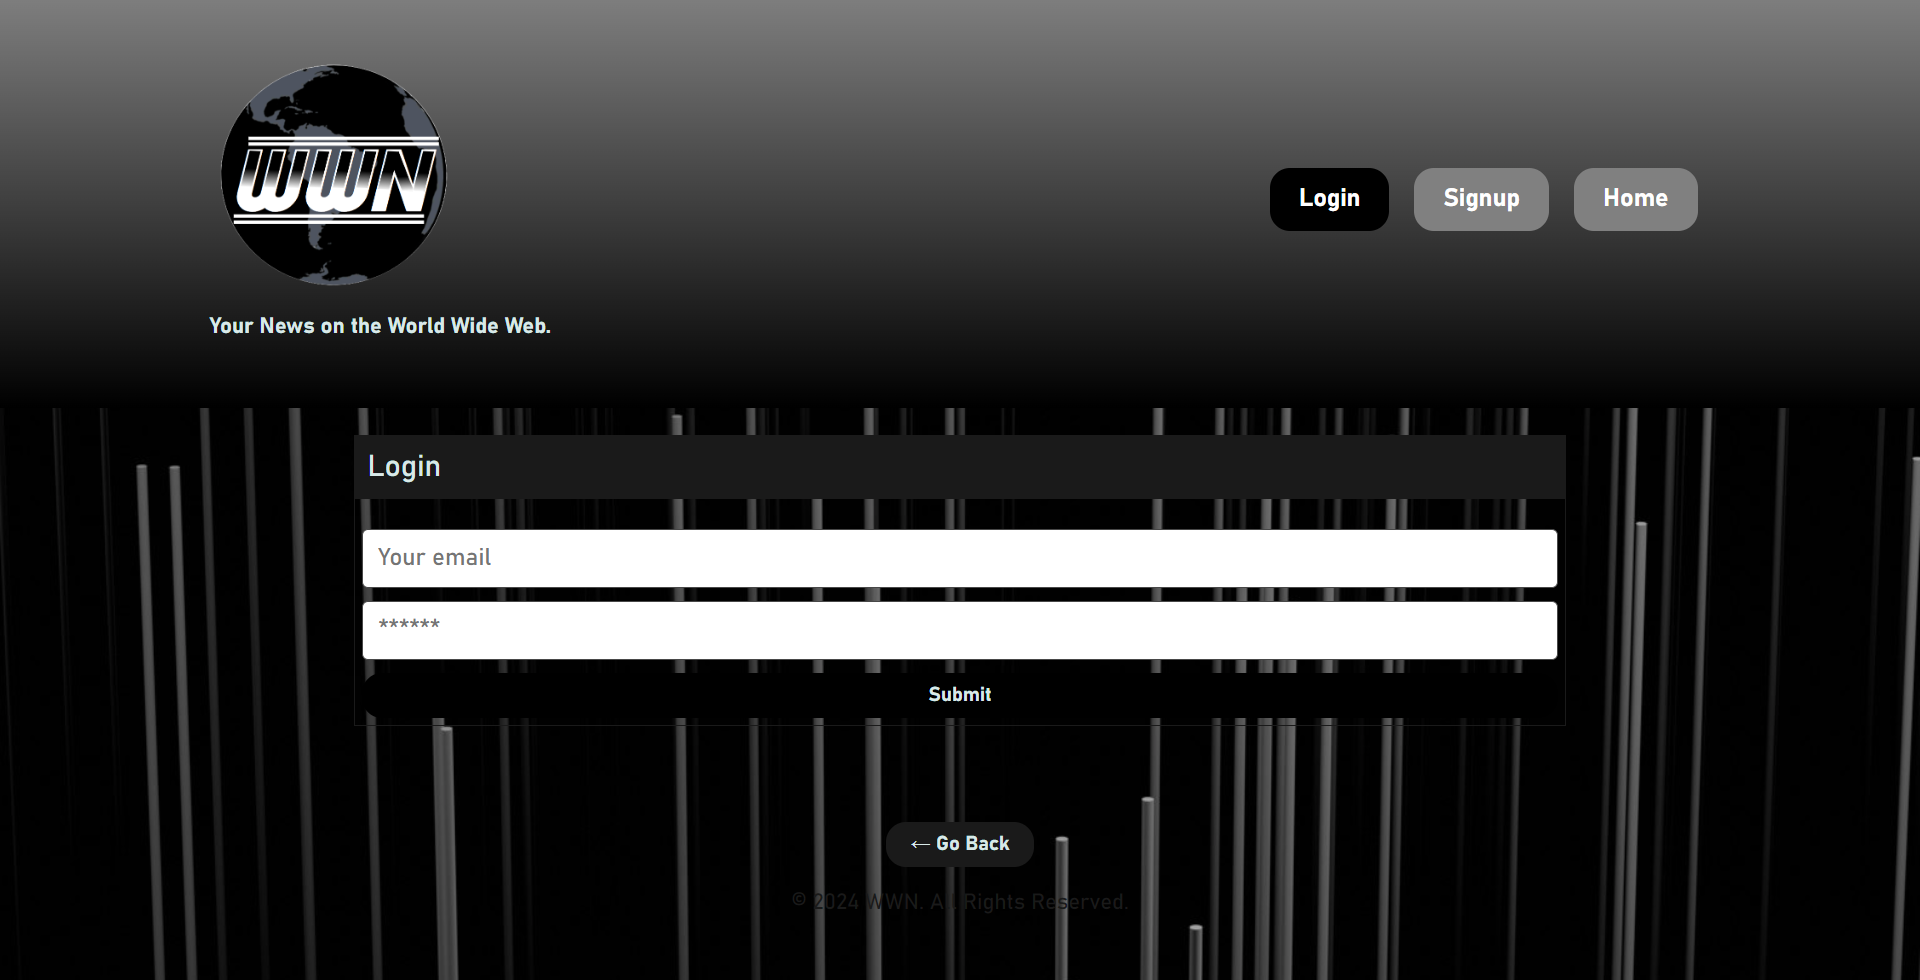 WWN
Your News on the World Wide Web.
Login
Signup
Home
Login
Your email
******
Submit
← Go Back
© 2024 WWN. All Rights Reserved.